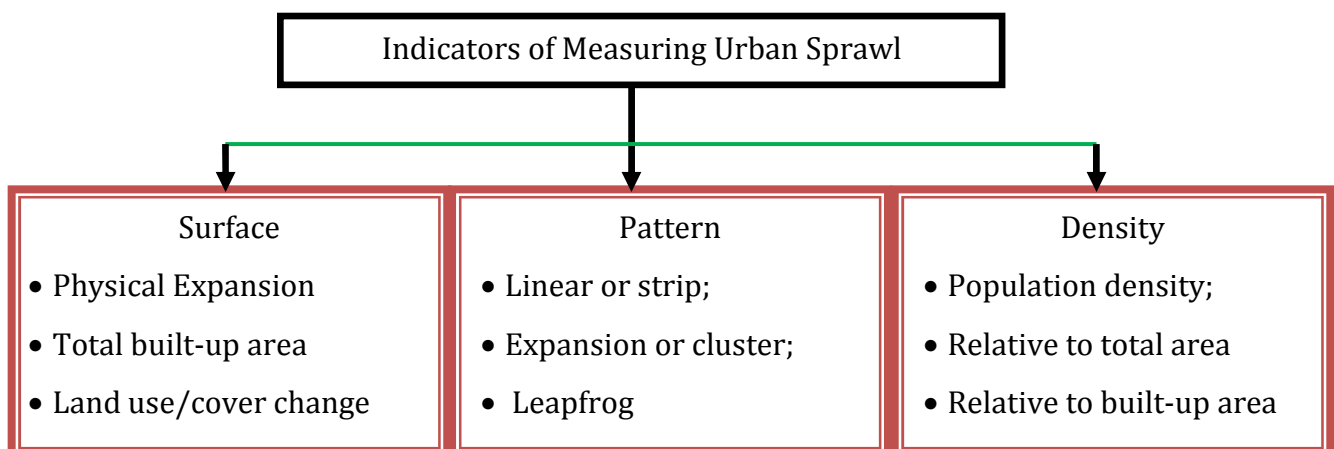 Indicators of Measuring Urban Sprawl
Surface
• Physical Expansion
• Total built-up area
• Land use/cover change
Pattern
• Linear or strip;
• Expansion or cluster;
• Leapfrog
Density
• Population density;
• Relative to total area
• Relative to built-up area